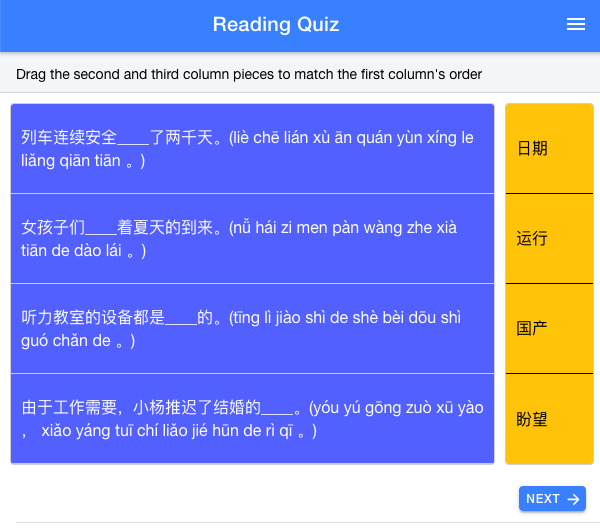 Reading Quiz
Drag the second and third column pieces to match the first column's order
列车连续安全____了两千天。(liè chē lián xù ān quán yùn xíng le
liǎng qiān tiān 。)
日期
女孩子们____着夏天的到来。(nǚ hái zi men pàn wàng zhe xià
tiān de dào lái 。)
运行
听力教室的设备都是____的。(tīng lì jiào shì de shè bèi dōu shì
guó chǎn de 。)
国产
由于工作需要，小杨推迟了结婚的____。(yóu yú gōng zuò xū yào
， xiǎo yáng tuī chí liǎo jié hūn de rì qī 。)
盼望
NEXT →